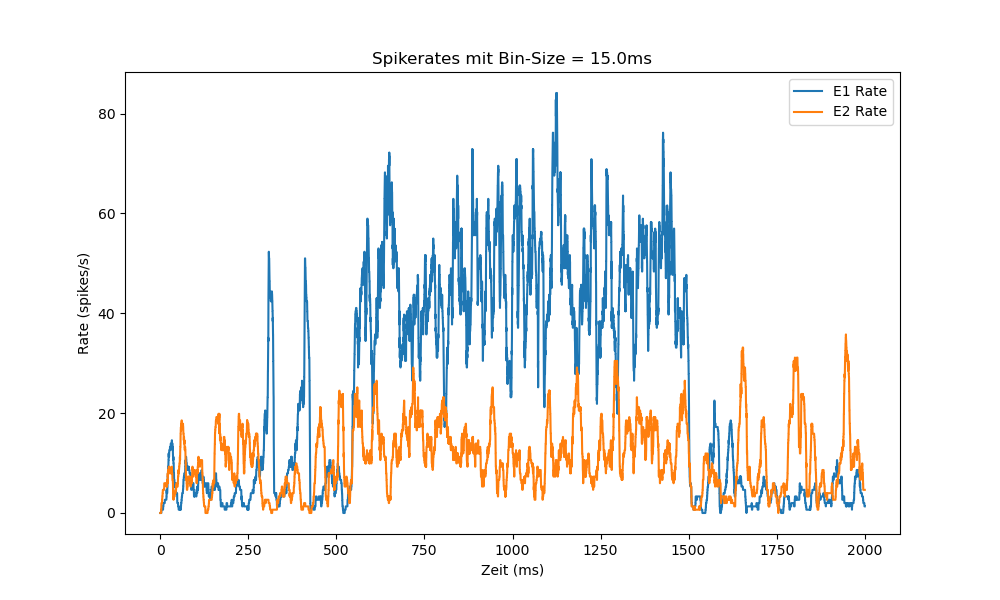 Spikerates mit Bin-Size = 15.0ms
E1 Rate
E2 Rate
Rate (spikes/s)
80
60
40
20
0
0 250 500 750 1000 1250 1500 1750 2000
Zeit (ms)